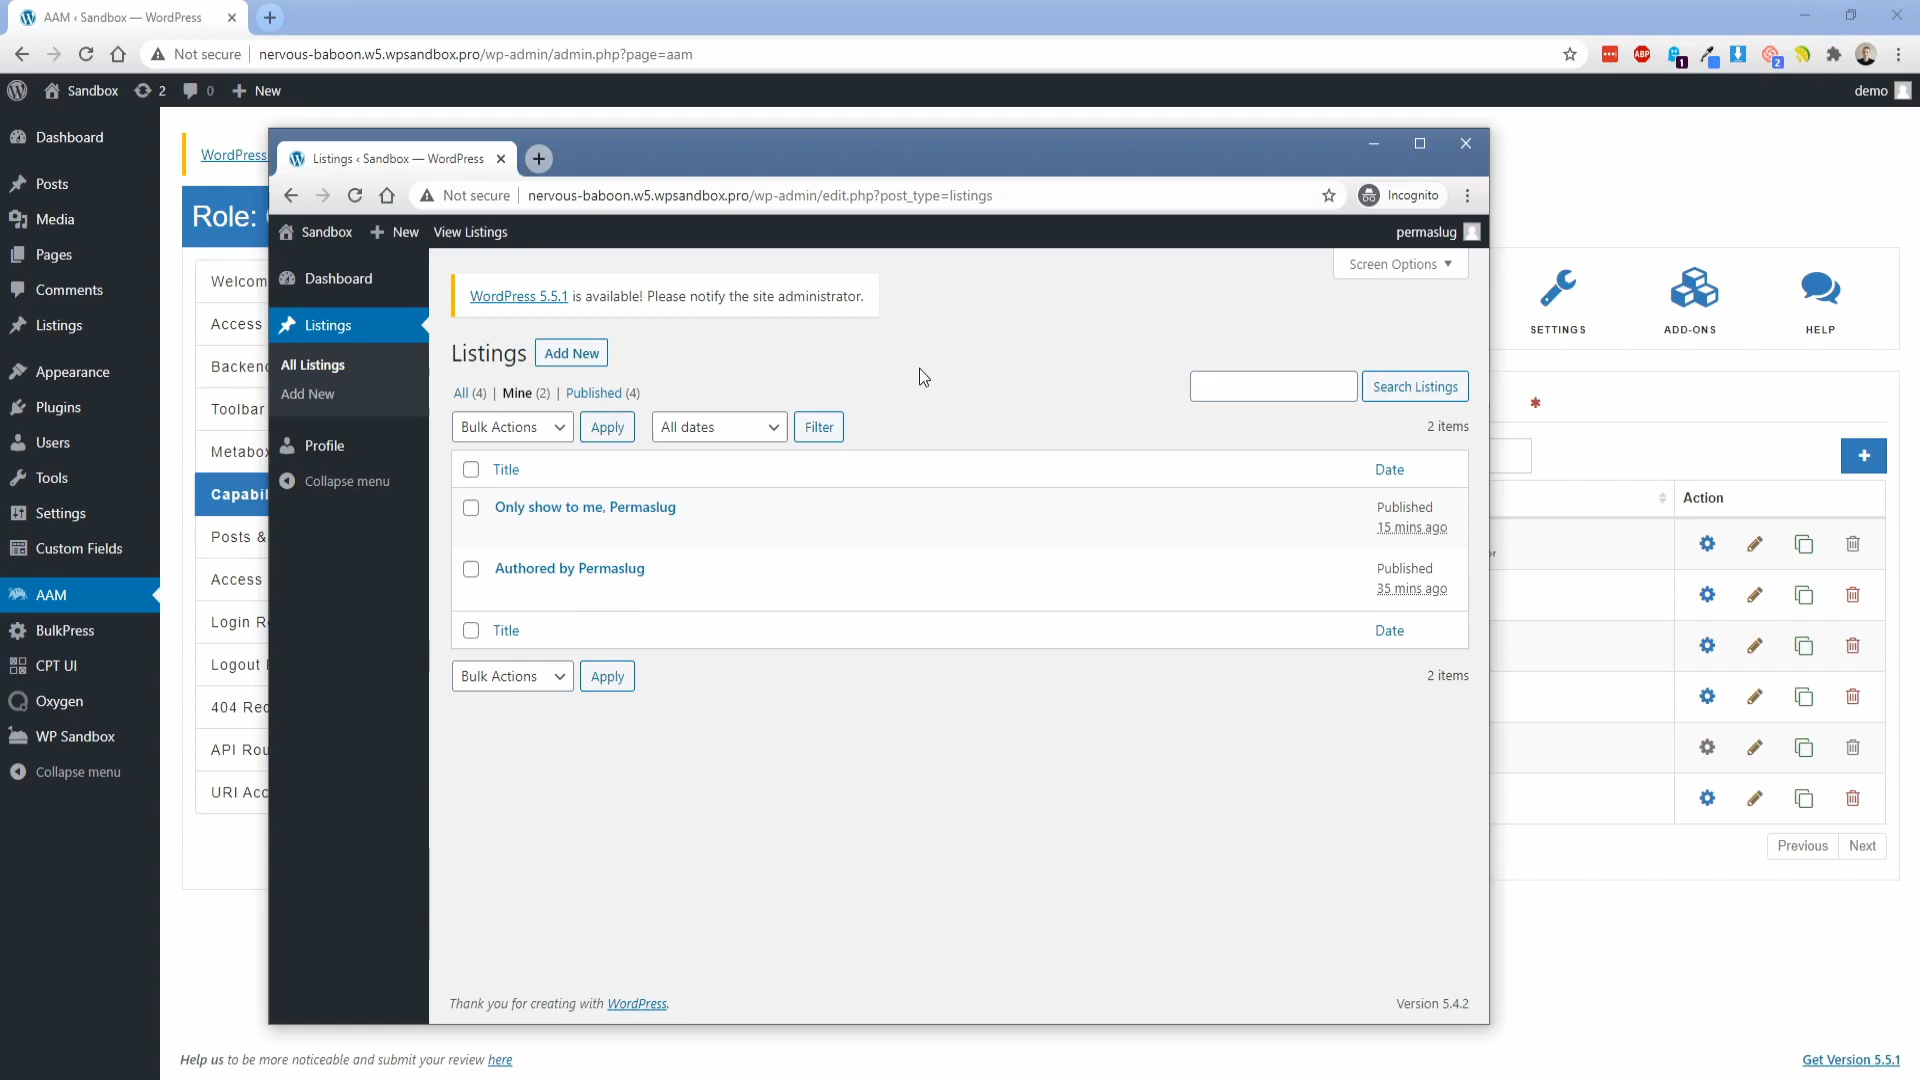 AAM ‹ Sandbox — WordPress
Not secure nervous-baboon.w5.wpsandbox.pro/wp-admin/admin.php?page=aam
ABP
1
2
Sandbox 2 0 New
demo
Dashboard
Posts
Media
Pages
Comments
Listings
Appearance
Plugins
Users
Tools
Settings
Custom Fields
AAM
BulkPress
CPT UI
Oxygen
WP Sandbox
Collapse menu
WordPress
Role:
Welcom
Access
Backend
Toolbar
Metabox
Capabil
Posts &
Access
Login Re
Logout
404 Red
API Rou
URI Acc
Listings ‹ Sandbox — WordPress
Not secure nervous-baboon.w5.wpsandbox.pro/wp-admin/edit.php?post_type=listings
Incognito
Sandbox New View Listings
permaslug
Dashboard
Listings
All Listings
Add New
Profile
Collapse menu
Screen Options
WordPress 5.5.1 is available! Please notify the site administrator.
Listings Add New
All (4) | Mine (2) | Published (4)
Search Listings
Bulk Actions Apply All dates Filter
2 items
Title Date
Only show to me, Permaslug Published
15 mins ago
Authored by Permaslug Published
35 mins ago
Title Date
Bulk Actions Apply
2 items
Thank you for creating with WordPress.
Version 5.4.2
SETTINGS ADD-ONS HELP
*
+
Action
or
Previous Next
Help us to be more noticeable and submit your review here
Get Version 5.5.1